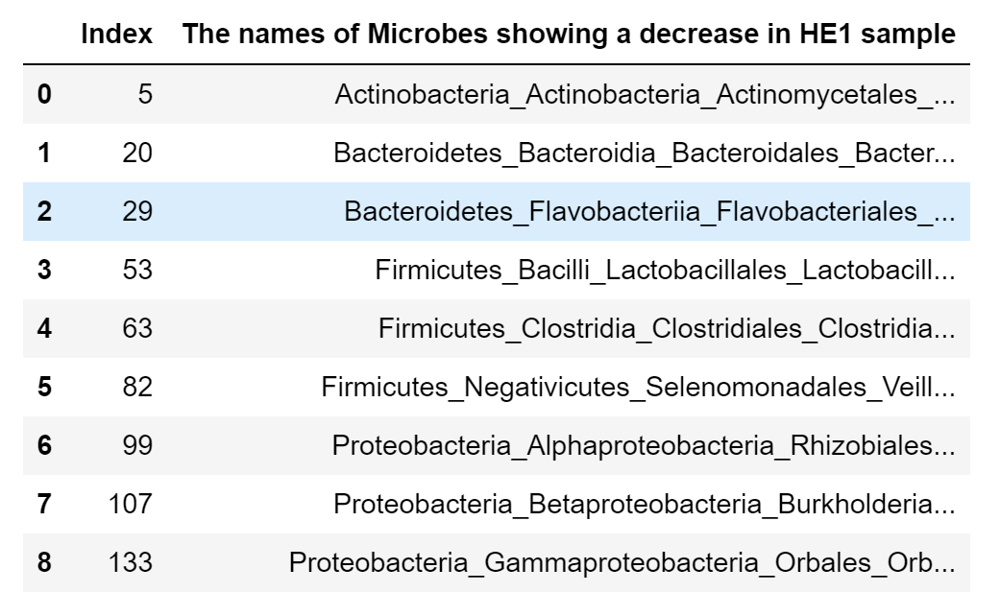 Index The names of Microbes showing a decrease in HE1 sample
0 5 Actinobacteria_Actinobacteria_Actinomycetales_...
1 20 Bacteroidetes_Bacteroidia_Bacteroidales_Bacter...
2 29 Bacteroidetes_Flavobacteriia_Flavobacteriales_...
3 53 Firmicutes_Bacilli_Lactobacillales_Lactobacill...
4 63 Firmicutes_Clostridia_Clostridiales_Clostridia...
5 82 Firmicutes_Negativicutes_Selenomonadales_Veill...
6 99 Proteobacteria_Alphaproteobacteria_Rhizobiales...
7 107 Proteobacteria_Betaproteobacteria_Burkholderia...
8 133 Proteobacteria_Gammaproteobacteria_Orbales_Orb...